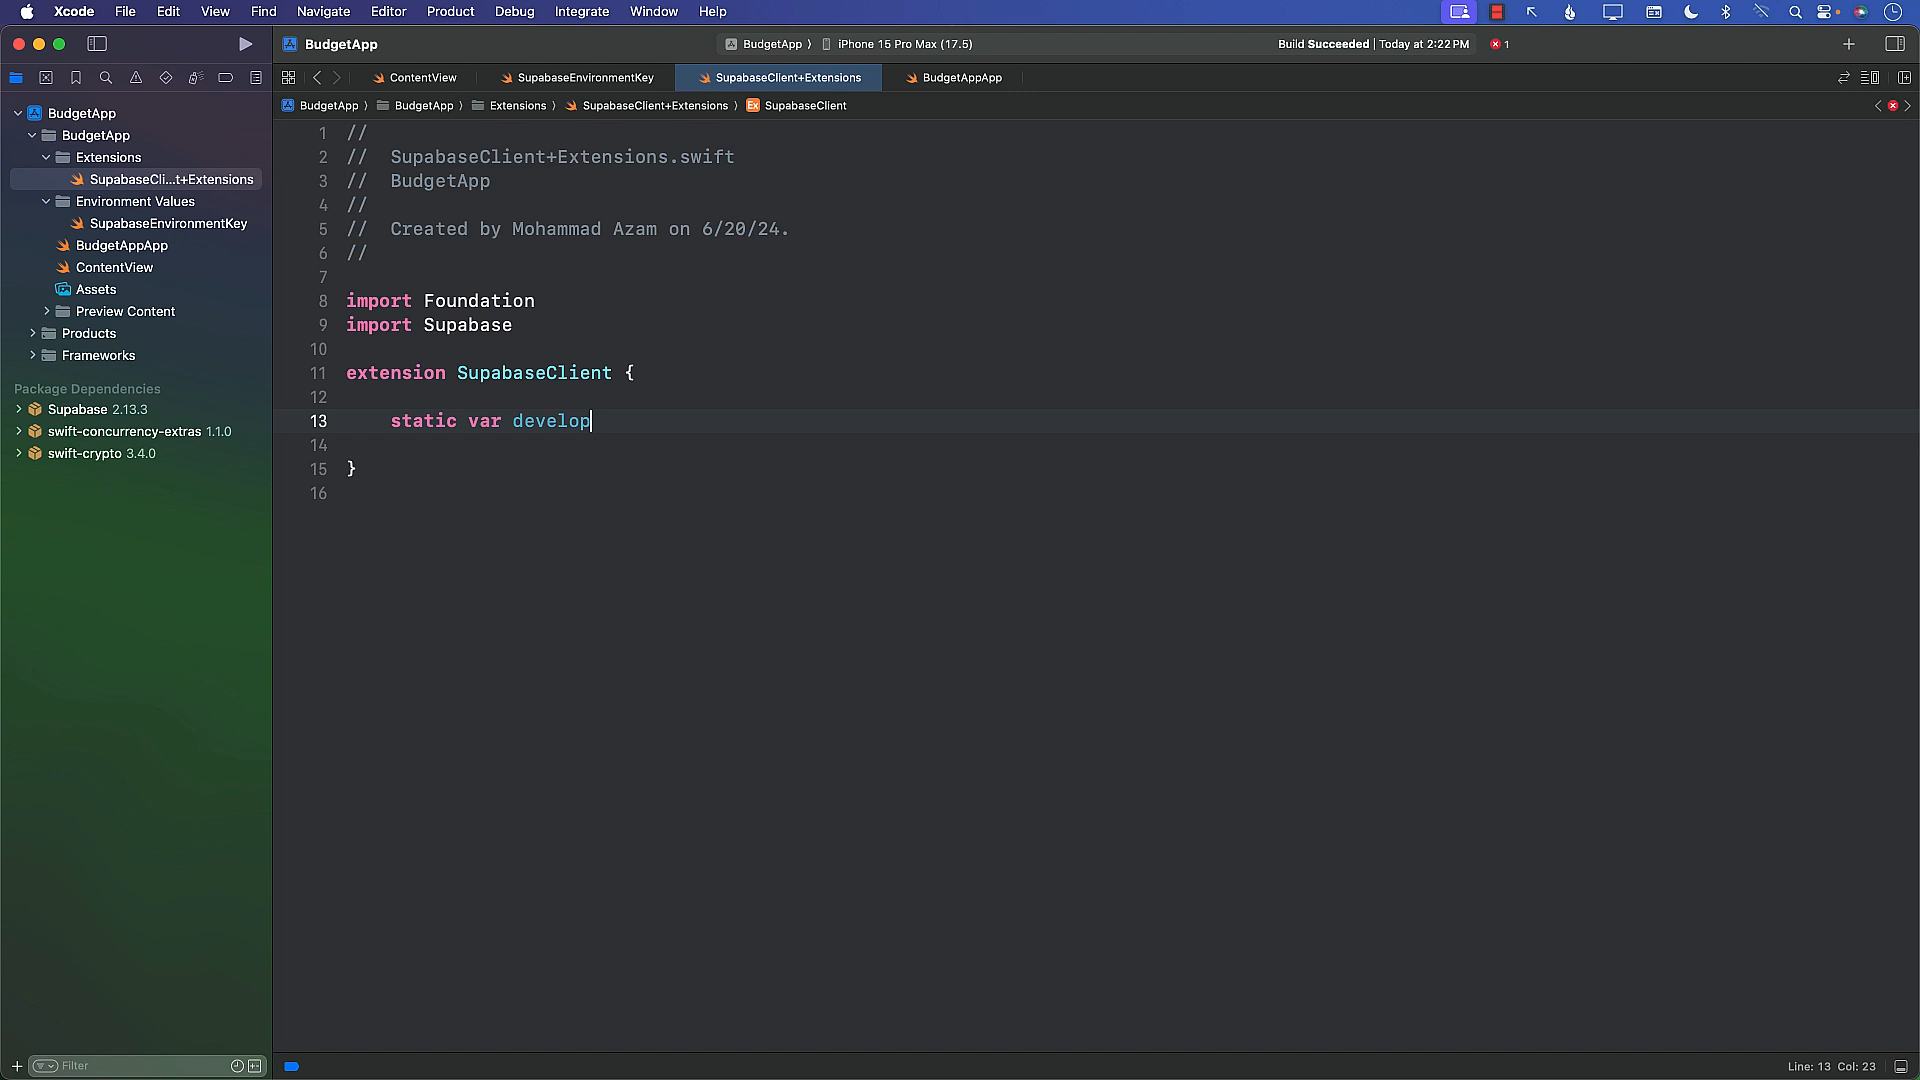 Xcode File Edit View Find Navigate Editor Product Debug Integrate Window Help
BudgetApp
BudgetApp ⟩ iPhone 15 Pro Max (17.5)
Build Succeeded | Today at 2:22 PM
1
ContentView
SupabaseEnvironmentKey
SupabaseClient+Extensions
BudgetAppApp
BudgetApp ⟩ BudgetApp ⟩ Extensions ⟩ SupabaseClient+Extensions ⟩ Ex SupabaseClient
BudgetApp
BudgetApp
Extensions
SupabaseCli...t+Extensions
Environment Values
SupabaseEnvironmentKey
BudgetAppApp
ContentView
Assets
Preview Content
Products
Frameworks
Package Dependencies
Supabase 2.13.3
swift-concurrency-extras 1.1.0
swift-crypto 3.4.0
Filter
1 //
2 //  SupabaseClient+Extensions.swift
3 //  BudgetApp
4 //
5 //  Created by Mohammad Azam on 6/20/24.
6 //
7
8 import Foundation
9 import Supabase
10
11 extension SupabaseClient {
12
13     static var develop
14
15 }
16
Line: 13 Col: 23